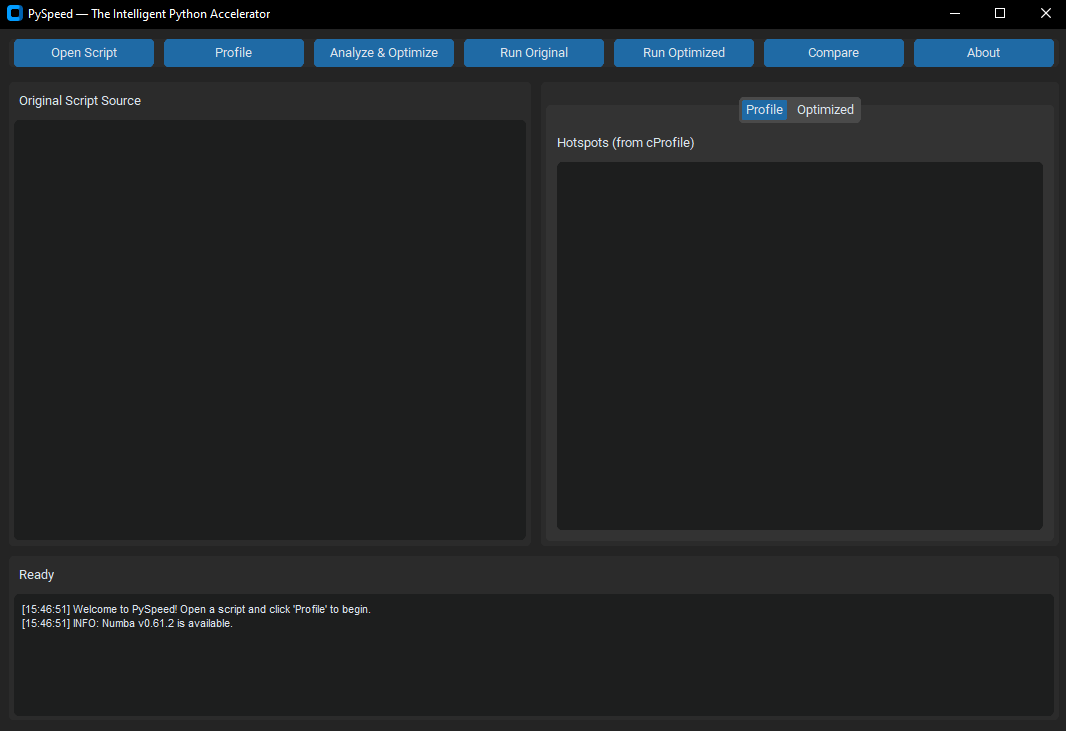 PySpeed — The Intelligent Python Accelerator
Open Script Profile Analyze & Optimize Run Original Run Optimized Compare About
Original Script Source
Profile Optimized
Hotspots (from cProfile)
Ready
[15:46:51] Welcome to PySpeed! Open a script and click 'Profile' to begin.
[15:46:51] INFO: Numba v0.61.2 is available.